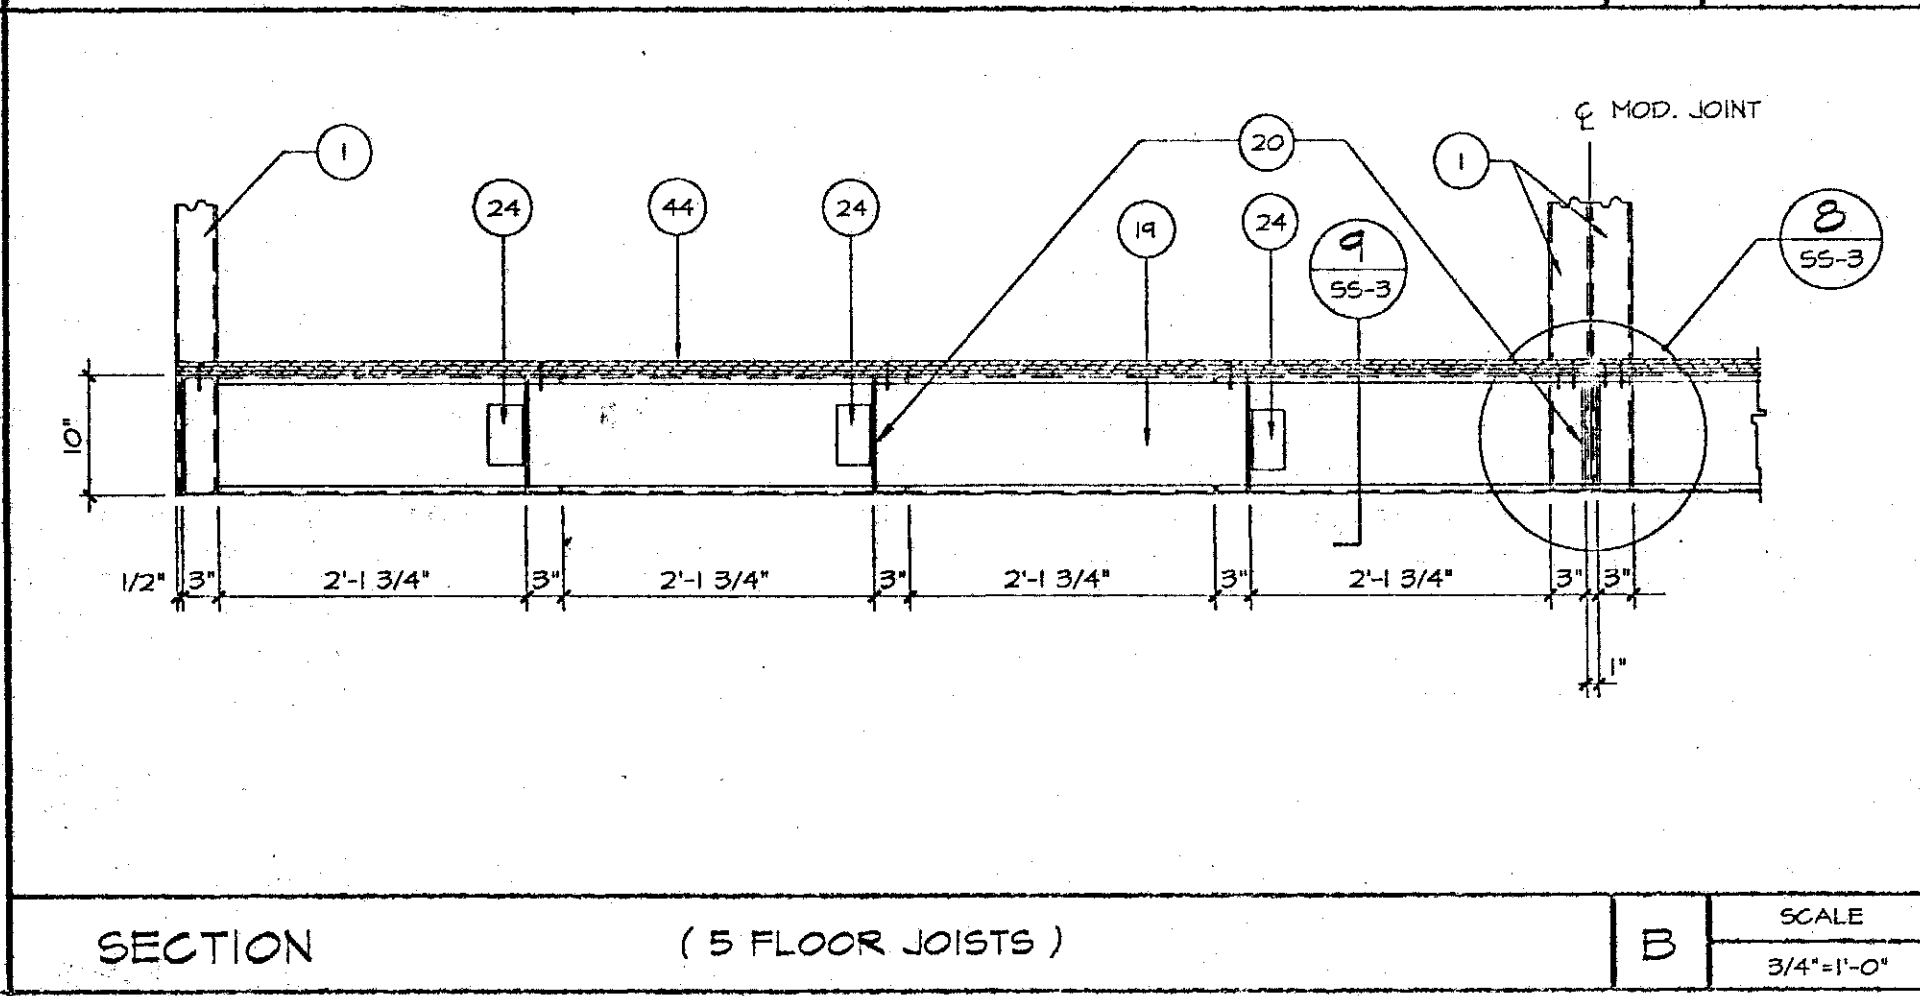 ℄ MOD. JOINT
1
20
1
24
44
24
19
24
9
SS-3
8
SS-3
10"
1/2" 3" 2'-1 3/4" 3" 2'-1 3/4" 3" 2'-1 3/4" 3" 2'-1 3/4" 3" 3"
1"
SECTION ( 5 FLOOR JOISTS ) B
SCALE
3/4"=1'-0"